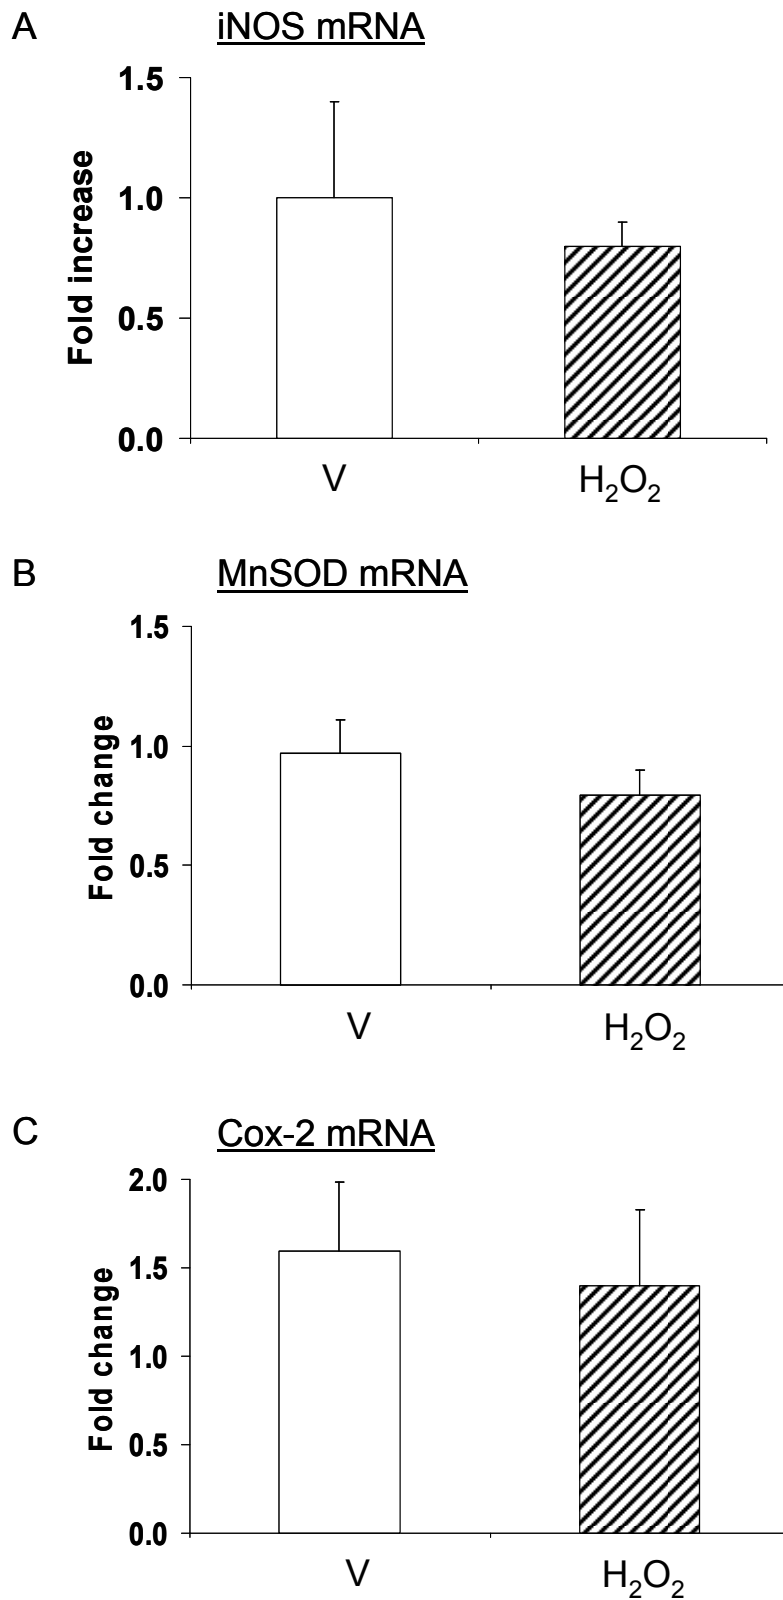 A
iNOS mRNA
1.5
1.0
0.5
0.0
Fold increase
V
H₂O₂
B
MnSOD mRNA
1.5
1.0
0.5
0.0
Fold change
V
H₂O₂
C
Cox-2 mRNA
2.0
1.5
1.0
0.5
0.0
Fold change
V
H₂O₂